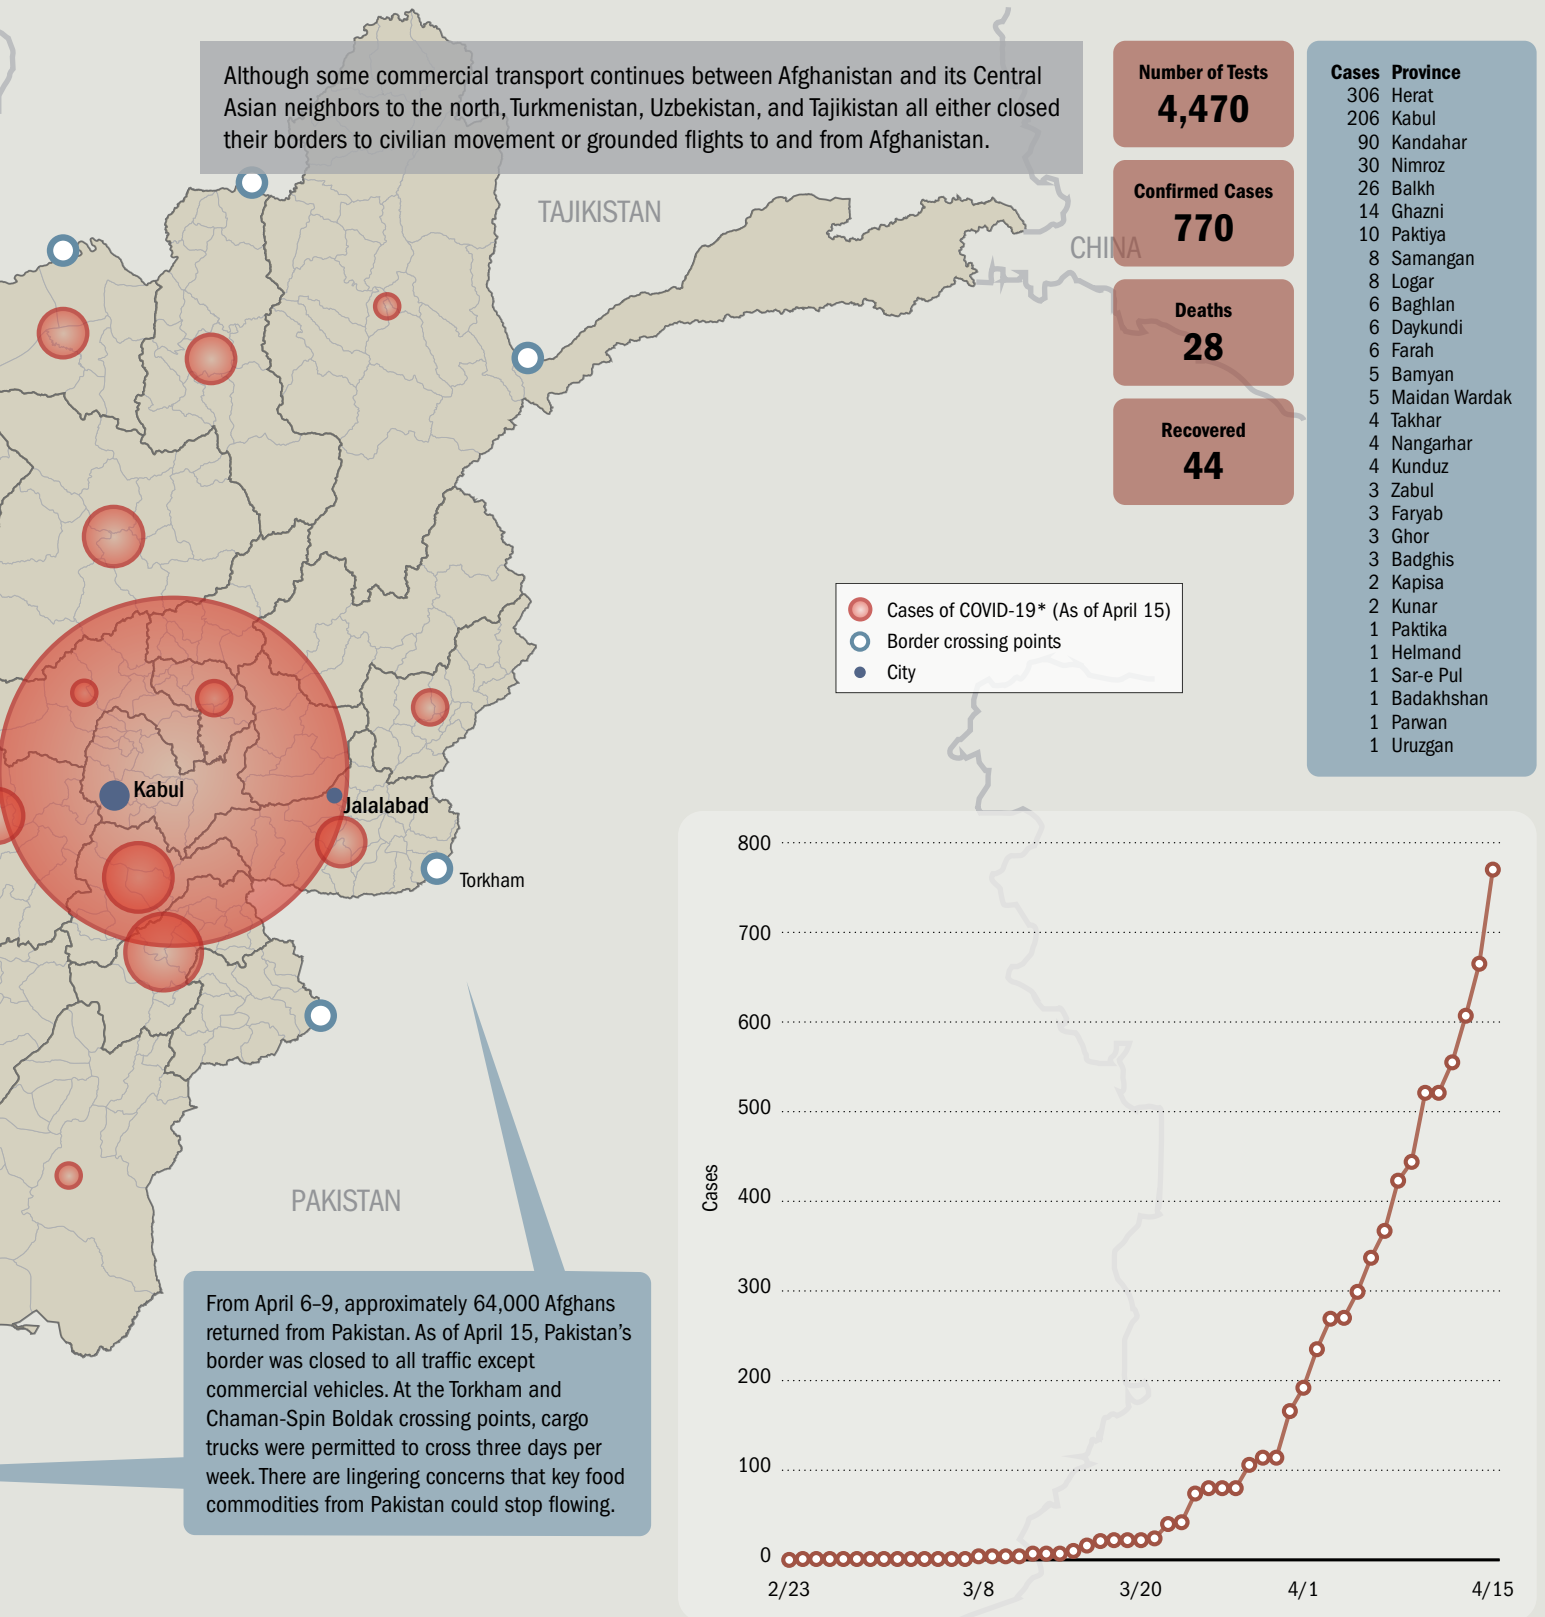 Although some commercial transport continues between Afghanistan and its Central
Asian neighbors to the north, Turkmenistan, Uzbekistan, and Tajikistan all either closed
their borders to civilian movement or grounded flights to and from Afghanistan.
TAJIKISTAN
CHINA
Number of Tests
4,470
Confirmed Cases
770
Deaths
28
Recovered
44
Cases Province
306 Herat
206 Kabul
90 Kandahar
30 Nimroz
26 Balkh
14 Ghazni
10 Paktiya
8 Samangan
8 Logar
6 Baghlan
6 Daykundi
6 Farah
5 Bamyan
5 Maidan Wardak
4 Takhar
4 Nangarhar
4 Kunduz
3 Zabul
3 Faryab
3 Ghor
3 Badghis
2 Kapisa
2 Kunar
1 Paktika
1 Helmand
1 Sar-e Pul
1 Badakhshan
1 Parwan
1 Uruzgan
Cases of COVID-19* (As of April 15)
Border crossing points
City
Kabul
Jalalabad
Torkham
PAKISTAN
From April 6–9, approximately 64,000 Afghans
returned from Pakistan. As of April 15, Pakistan's
border was closed to all traffic except
commercial vehicles. At the Torkham and
Chaman-Spin Boldak crossing points, cargo
trucks were permitted to cross three days per
week. There are lingering concerns that key food
commodities from Pakistan could stop flowing.
Cases
800
700
600
500
400
300
200
100
0
2/23 3/8 3/20 4/1 4/15